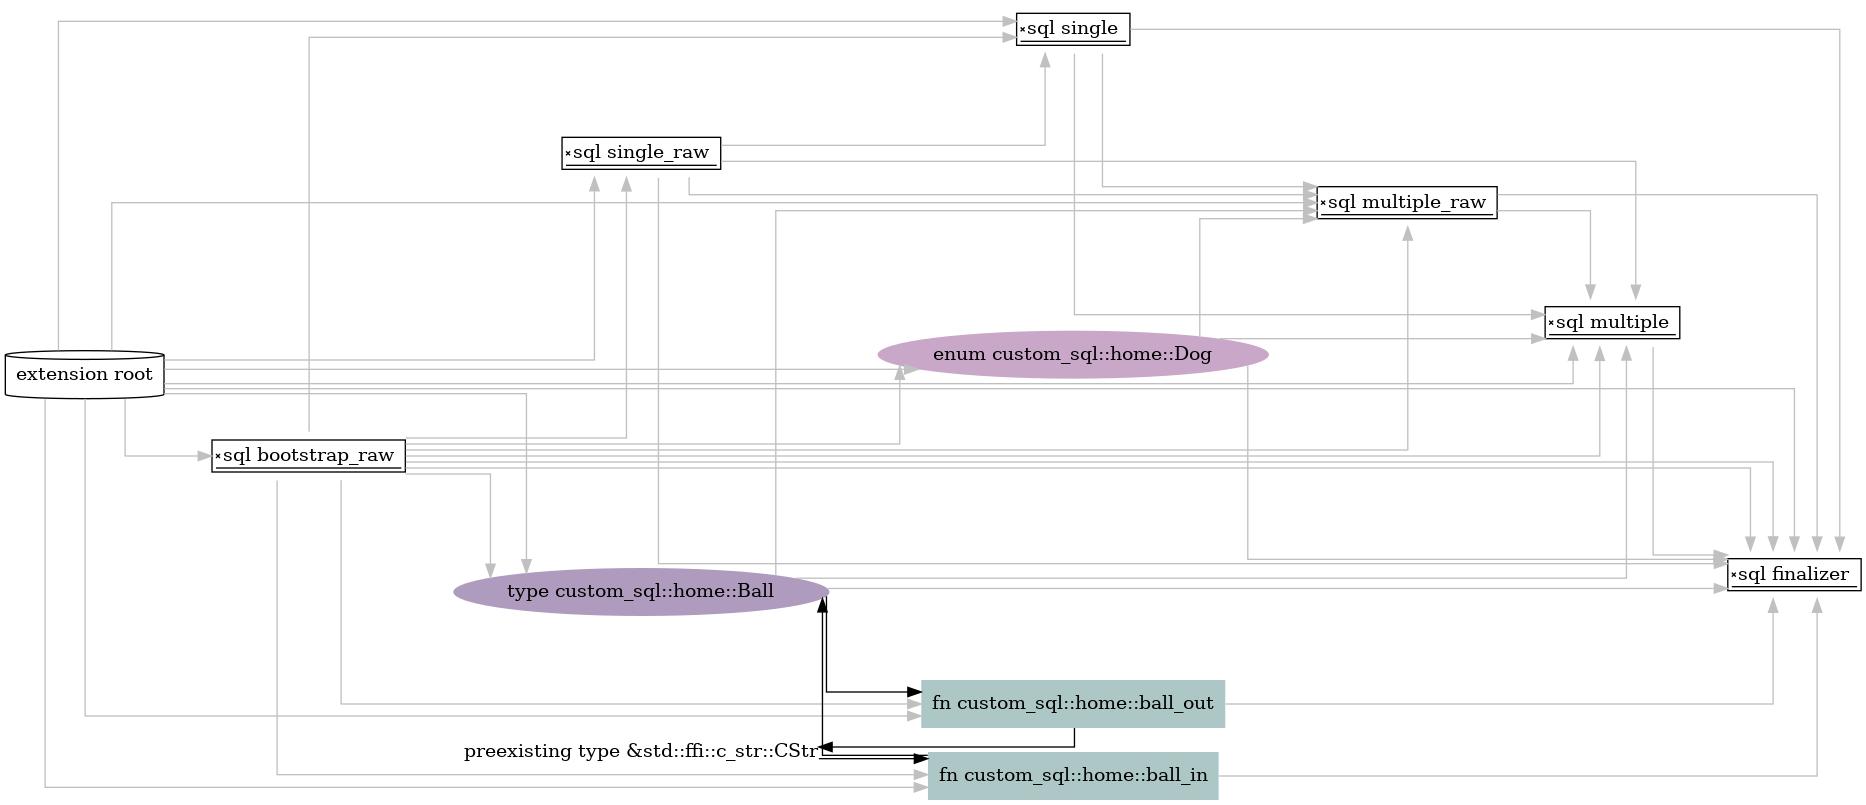 sql single
sql single_raw
sql multiple_raw
sql multiple
enum custom_sql::home::Dog
extension root
sql bootstrap_raw
sql finalizer
type custom_sql::home::Ball
fn custom_sql::home::ball_out
preexisting type &std::ffi::c_str::CStr
fn custom_sql::home::ball_in